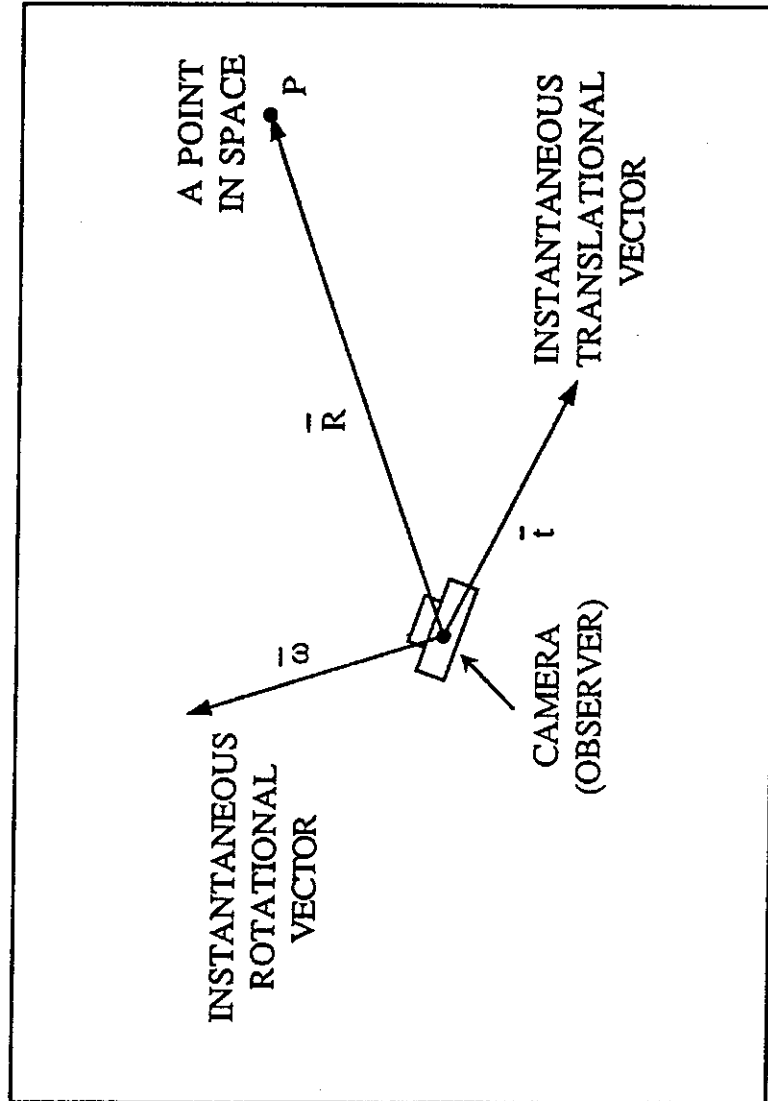 A POINT
IN SPACE
P
R̅
INSTANTANEOUS
ROTATIONAL
VECTOR
ω̅
t̅
INSTANTANEOUS
TRANSLATIONAL
VECTOR
CAMERA
(OBSERVER)